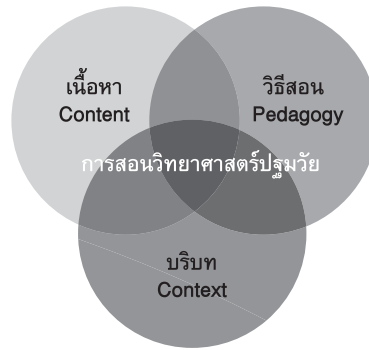 เนื้อหา
Content
วิธีสอน
Pedagogy
การสอนวิทยาศาสตร์ปฐมวัย
บริบท
Context